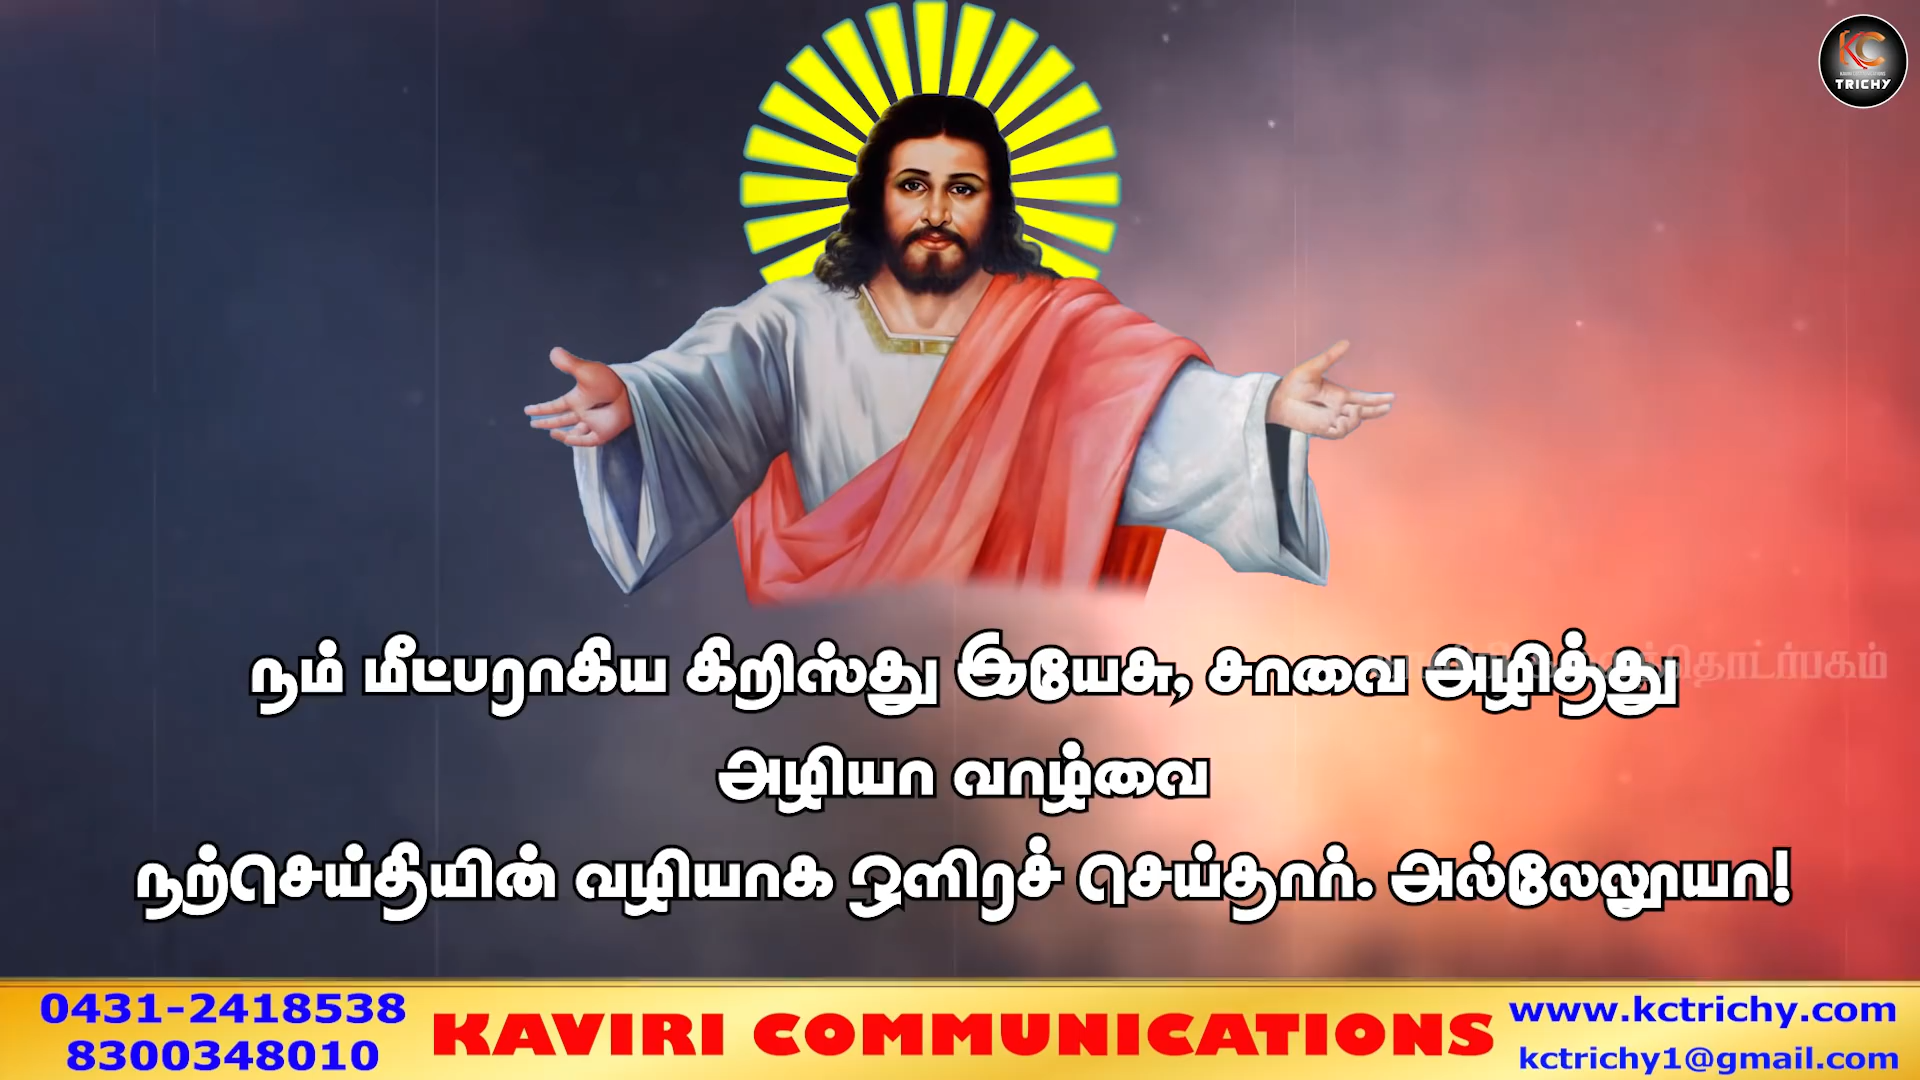 KC
TRICHY
நம் மீட்பராகிய கிறிஸ்து இயேசு, சாவை அழித்து
அழியா வாழ்வை
நற்செய்தியின் வழியாக ஒளிரச் செய்தார். அல்லேலூயா!
0431-2418538
8300348010
KAVIRI COMMUNICATIONS
www.kctrichy.com
kctrichy1@gmail.com